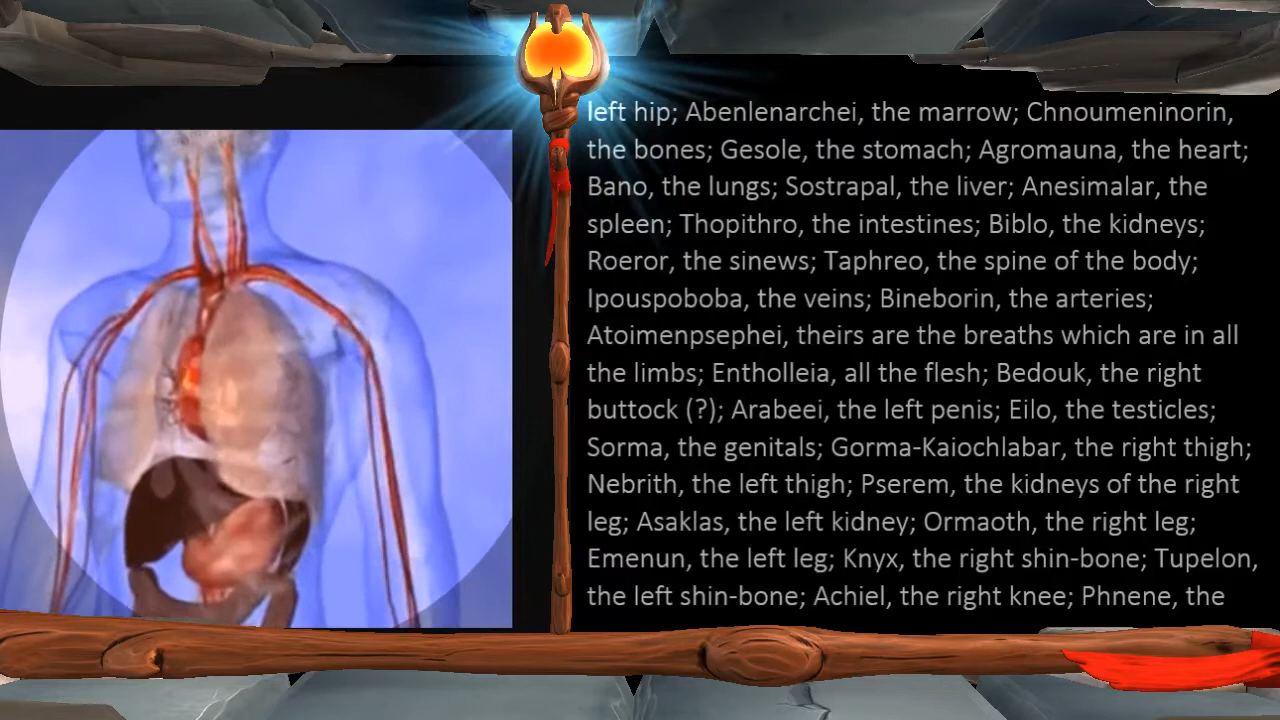 left hip; Abenlenarchei, the marrow; Chnoumeninorin,
the bones; Gesole, the stomach; Agromauna, the heart;
Bano, the lungs; Sostrapal, the liver; Anesimalar, the
spleen; Thopithro, the intestines; Biblo, the kidneys;
Roeror, the sinews; Taphreo, the spine of the body;
Ipouspoboba, the veins; Bineborin, the arteries;
Atoimenpsephei, theirs are the breaths which are in all
the limbs; Entholleia, all the flesh; Bedouk, the right
buttock (?); Arabeei, the left penis; Eilo, the testicles;
Sorma, the genitals; Gorma-Kaiochlabar, the right thigh;
Nebrith, the left thigh; Pserem, the kidneys of the right
leg; Asaklas, the left kidney; Ormaoth, the right leg;
Emenun, the left leg; Knyx, the right shin-bone; Tupelon,
the left shin-bone; Achiel, the right knee; Phnene, the